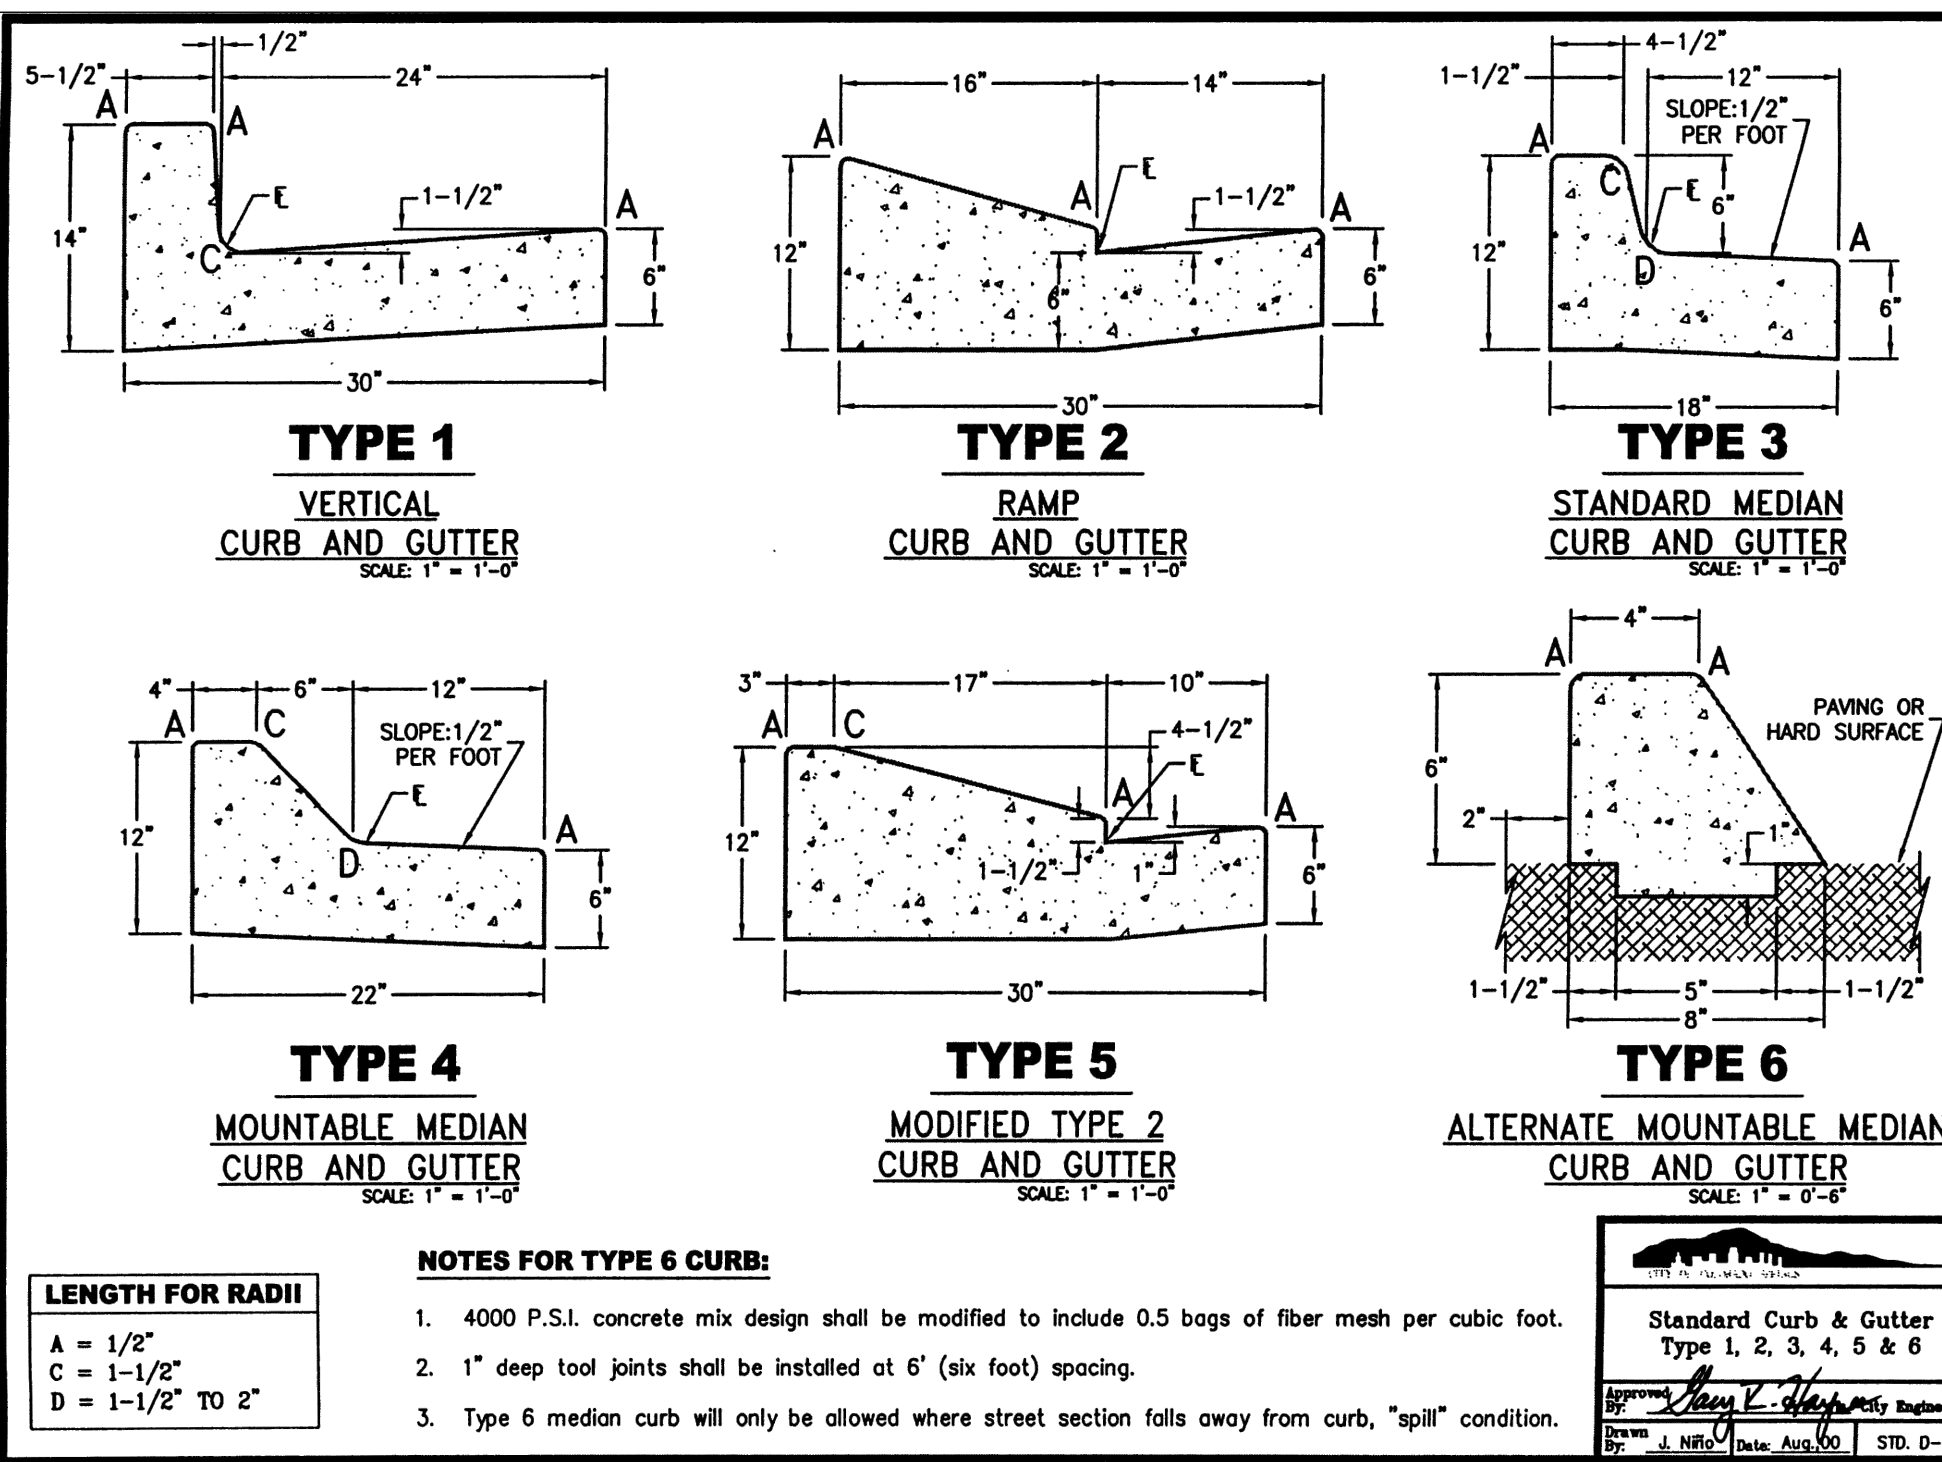 1/2"
5-1/2"
24"
A
A
14"
FL
1-1/2"
A
C
6"
30"
TYPE 1
VERTICAL
CURB AND GUTTER
SCALE: 1" = 1'-0"
16"
14"
A
FL
A
1-1/2"
A
12"
6"
6"
30"
TYPE 2
RAMP
CURB AND GUTTER
SCALE: 1" = 1'-0"
4-1/2"
1-1/2"
12"
SLOPE:1/2"
PER FOOT
A
C
FL
6"
A
12"
D
6"
18"
TYPE 3
STANDARD MEDIAN
CURB AND GUTTER
SCALE: 1" = 1'-0"
4"
6"
12"
A
C
SLOPE:1/2"
PER FOOT
FL
A
12"
D
6"
22"
TYPE 4
MOUNTABLE MEDIAN
CURB AND GUTTER
SCALE: 1" = 1'-0"
3"
17"
10"
A
C
4-1/2"
FL
A
A
12"
1-1/2"
1"
6"
30"
TYPE 5
MODIFIED TYPE 2
CURB AND GUTTER
SCALE: 1" = 1'-0"
4"
A
A
PAVING OR
HARD SURFACE
6"
2"
1"
1-1/2"
5"
1-1/2"
8"
TYPE 6
ALTERNATE MOUNTABLE MEDIAN
CURB AND GUTTER
SCALE: 1" = 0'-6"
LENGTH FOR RADII
A = 1/2"
C = 1-1/2"
D = 1-1/2" TO 2"
NOTES FOR TYPE 6 CURB:
1. 4000 P.S.I. concrete mix design shall be modified to include 0.5 bags of fiber mesh per cubic foot.
2. 1" deep tool joints shall be installed at 6' (six foot) spacing.
3. Type 6 median curb will only be allowed where street section falls away from curb, "spill" condition.
Standard Curb & Gutter
Type 1, 2, 3, 4, 5 & 6
Approved
By: Gary R. City Engine
Drawn
By: J. Niño Date: Aug.,00 STD. D-